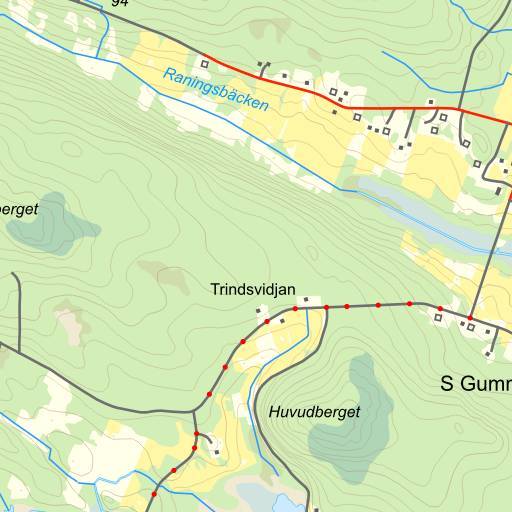 94
Raningsbäcken
berget
Trindsvidjan
S Gumm
Huvudberget